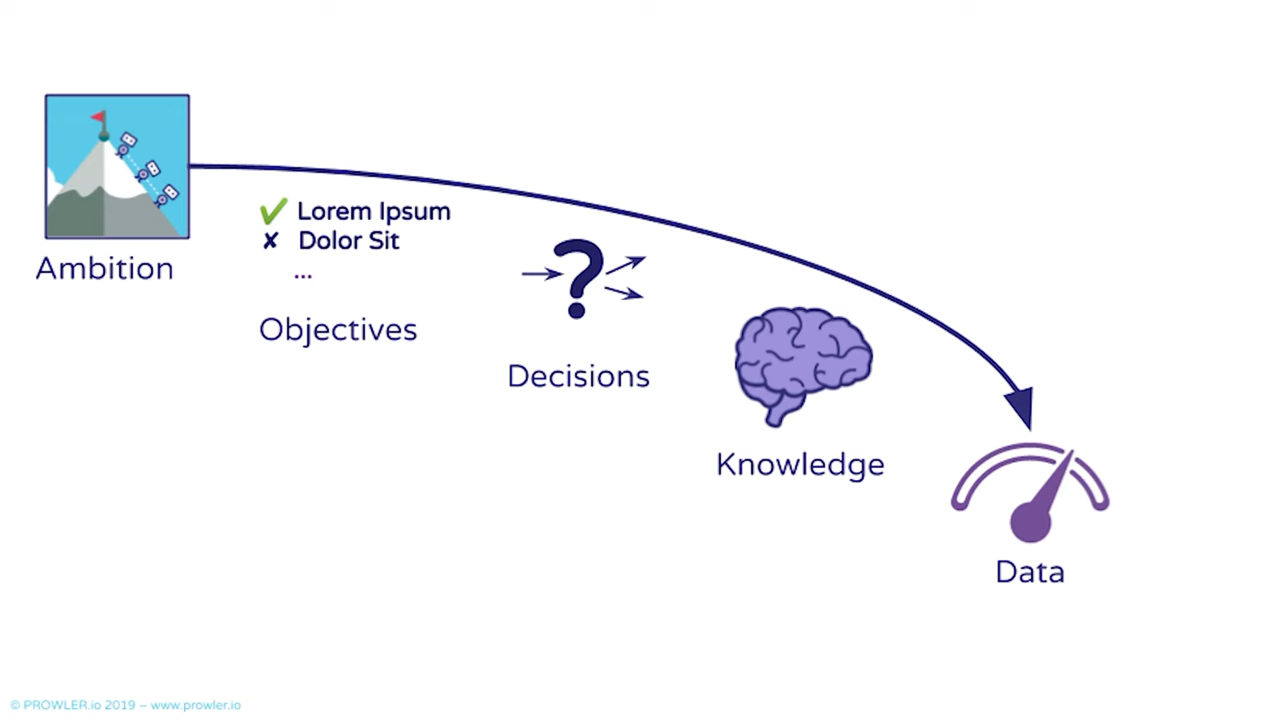 ✔ Lorem Ipsum
✘ Dolor Sit
...
Ambition
Objectives
?
Decisions
Knowledge
Data
© PROWLER.io 2019 – www.prowler.io